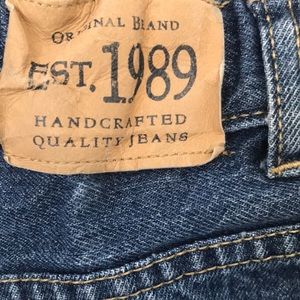 ORIGINAL BRAND
EST. 1989
HANDCRAFTED
QUALITY JEANS